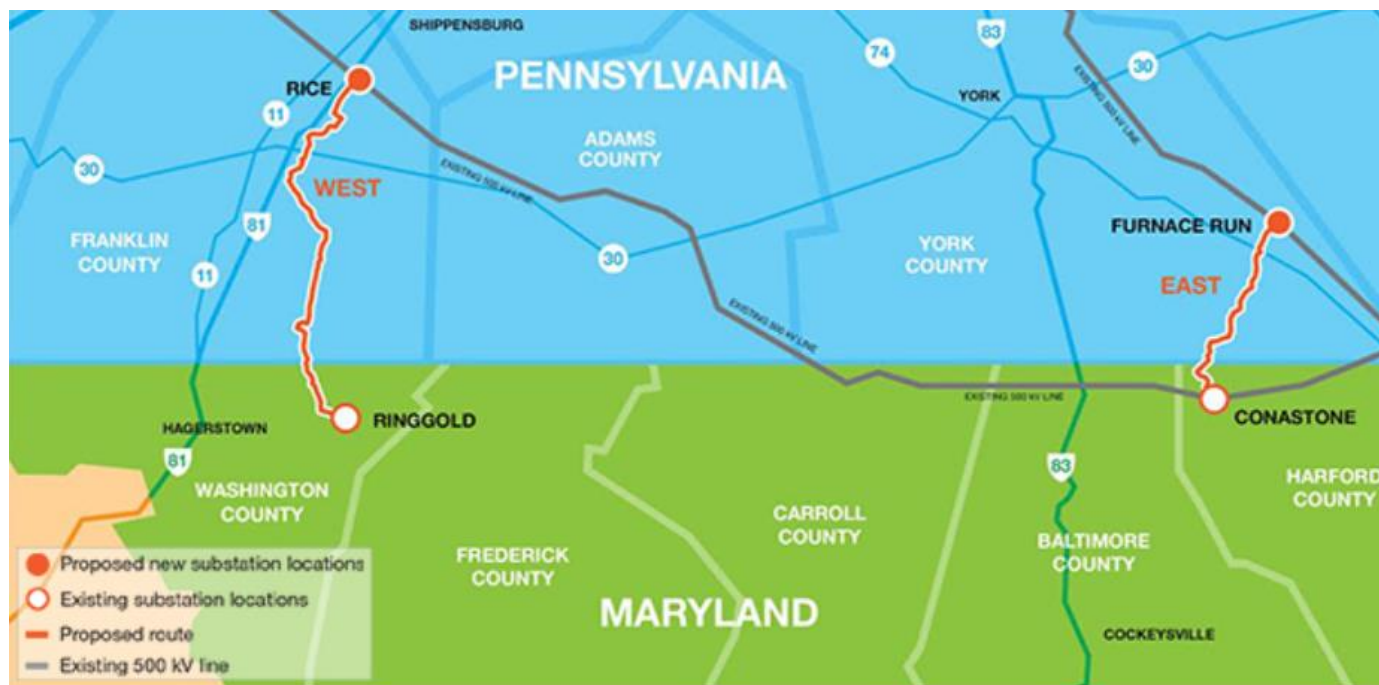 SHIPPENSBURG
83
74
30
PENNSYLVANIA
RICE
YORK
EXISTING 500 kV LINE
11
ADAMS
COUNTY
30
WEST
EXISTING 500 kV LINE
81
FURNACE RUN
FRANKLIN
COUNTY
YORK
COUNTY
30
11
EAST
EXISTING 500 kV LINE
EXISTING 500 kV LINE
RINGGOLD
CONASTONE
HAGERSTOWN
81
83
HARFORD
COUNTY
WASHINGTON
COUNTY
CARROLL
COUNTY
BALTIMORE
COUNTY
FREDERICK
COUNTY
MARYLAND
COCKEYSVILLE
Proposed new substation locations
Existing substation locations
Proposed route
Existing 500 kV line